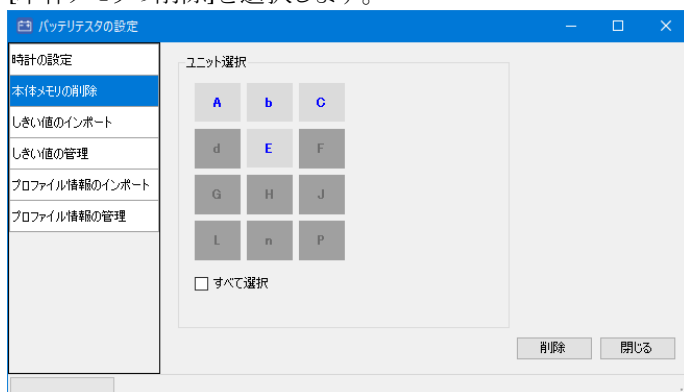 [本体メモリの削除]を選択します。
バッテリテスタの設定
時計の設定
本体メモリの削除
しきい値のインポート
しきい値の管理
プロファイル情報のインポート
プロファイル情報の管理
ユニット選択
A b C
d E F
G H J
L n P
すべて選択
削除 閉じる